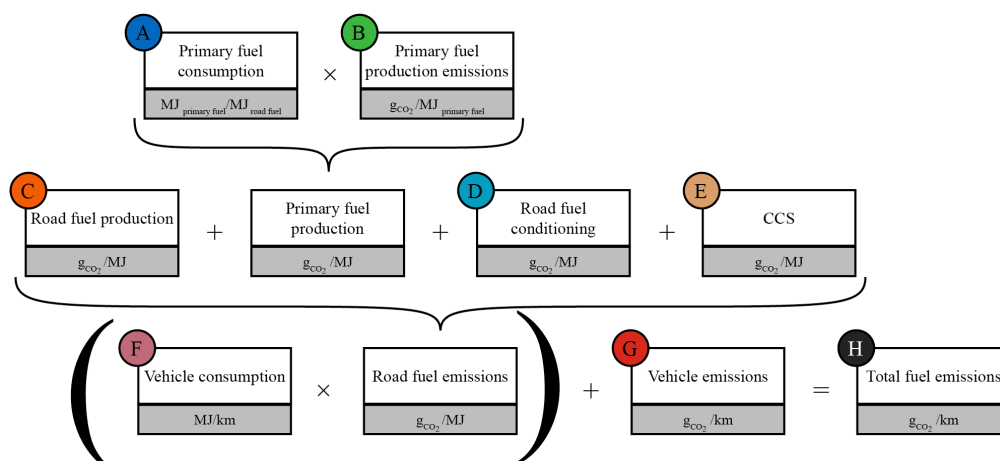 A
B
Primary fuel
consumption
×
Primary fuel
production emissions
MJ primary fuel/MJ road fuel
gCO2/MJ primary fuel
C
D
E
Road fuel production
+
Primary fuel
production
+
Road fuel
conditioning
+
CCS
gCO2/MJ
gCO2/MJ
gCO2/MJ
gCO2/MJ
F
G
H
( Vehicle consumption
×
Road fuel emissions )
+
Vehicle emissions
=
Total fuel emissions
MJ/km
gCO2/MJ
gCO2/km
gCO2/km